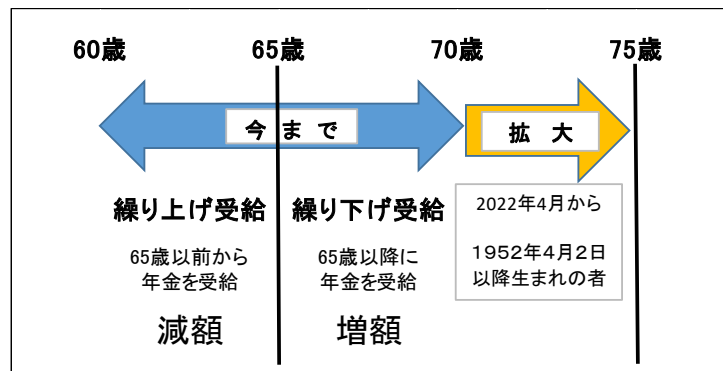 60歳 65歳 70歳 75歳
今まで
拡大
繰り上げ受給
65歳以前から
年金を受給
減額
繰り下げ受給
65歳以降に
年金を受給
増額
2022年4月から
1952年4月2日
以降生まれの者